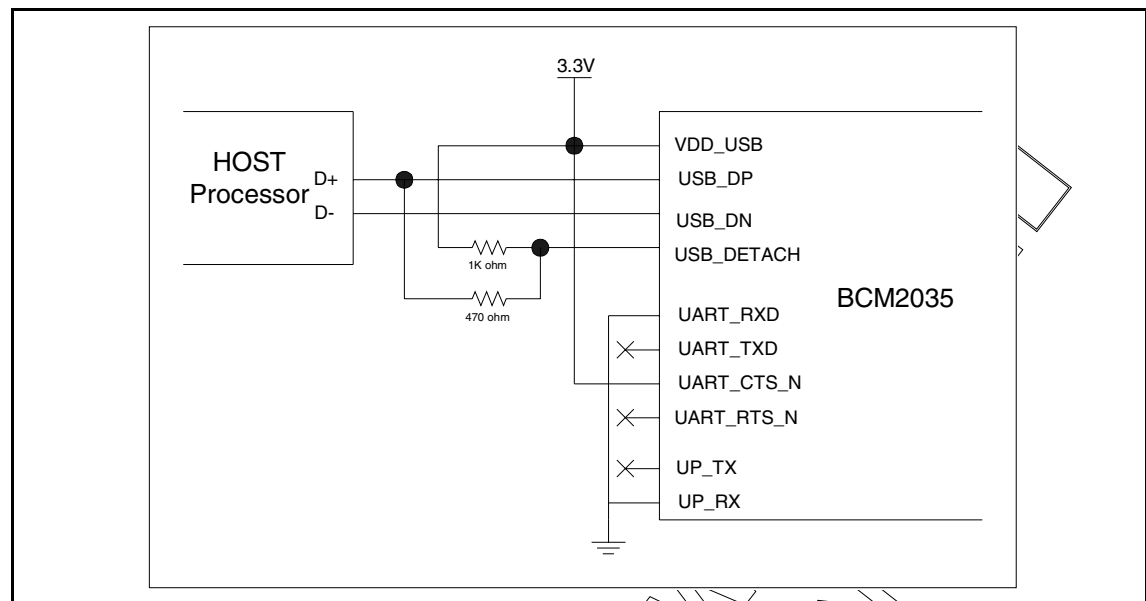 3.3V
HOST
Processor
D+
D-
VDD_USB
USB_DP
USB_DN
USB_DETACH
1K ohm
470 ohm
BCM2035
UART_RXD
UART_TXD
UART_CTS_N
UART_RTS_N
UP_TX
UP_RX